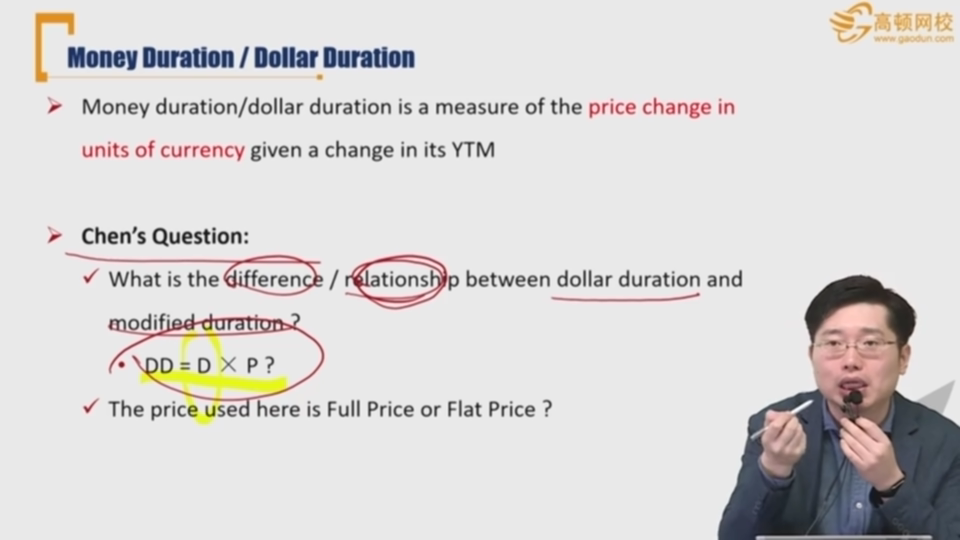 高顿网校
www.gaodun.com
Money Duration / Dollar Duration
Money duration/dollar duration is a measure of the price change in
units of currency given a change in its YTM
Chen's Question:
What is the difference / relationship between dollar duration and
modified duration ?
DD = D × P ?
The price used here is Full Price or Flat Price ?